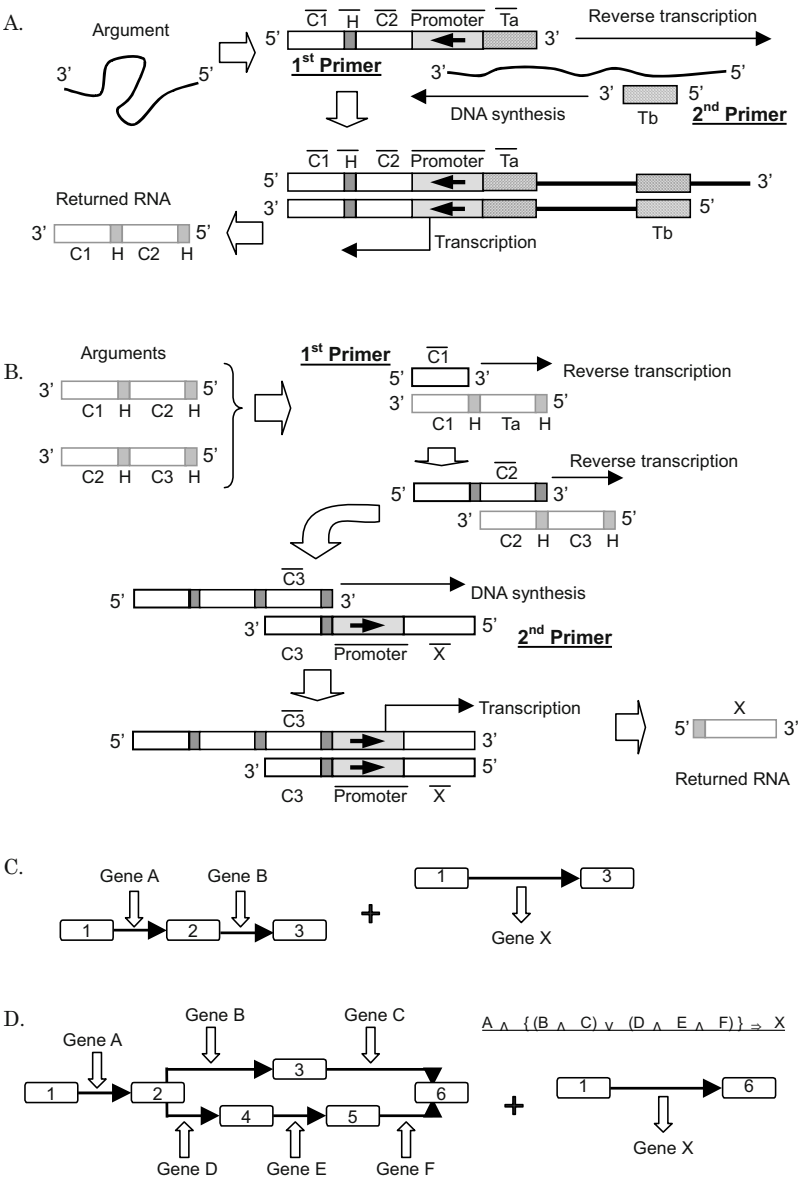 A.
Argument
3' 5'
C1 H C2 Promoter Ta
5' 3'
1st Primer
Reverse transcription
3' 5'
DNA synthesis
3' 5'
Tb
2nd Primer
C1 H C2 Promoter Ta
5' 3'
3' 5'
Tb
Transcription
Returned RNA
3' 5'
C1 H C2 H
B.
Arguments
3' 5'
C1 H C2 H
3' 5'
C2 H C3 H
1st Primer
C1
5' 3'
Reverse transcription
3' 5'
C1 H Ta H
C2
Reverse transcription
5' 3'
3' 5'
C2 H C3 H
C3
5' 3'
DNA synthesis
3' 5'
C3 Promoter X
2nd Primer
C3
Transcription
5' 3'
3' 5'
C3 Promoter X
X
5' 3'
Returned RNA
C.
Gene A Gene B
1 2 3
+
1 3
Gene X
D.
Gene A
Gene B Gene C
1 2 3 6
4 5
Gene D Gene E Gene F
A ∧ { (B ∧ C) ∨ (D ∧ E ∧ F) } ⇒ X
+
1 6
Gene X